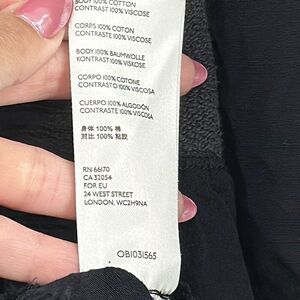 BODY 100% COTTON
CONTRAST 100% VISCOSE
CORPS 100% COTON
CONTRASTE 100% VISCOSE
BODY 100% BAUMWOLLE
KONTRAST 100% VISKOSE
CORPO 100% COTONE
CONTRASTO 100% VISCOSA
CUERPO 100% ALGODÓN
CONTRASTE 100% VISCOSA
身体 100% 棉
对比 100% 粘胶
RN 66170
CA 32054
FOR EU
24 WEST STREET
LONDON, WC2H9NA
OB1031565